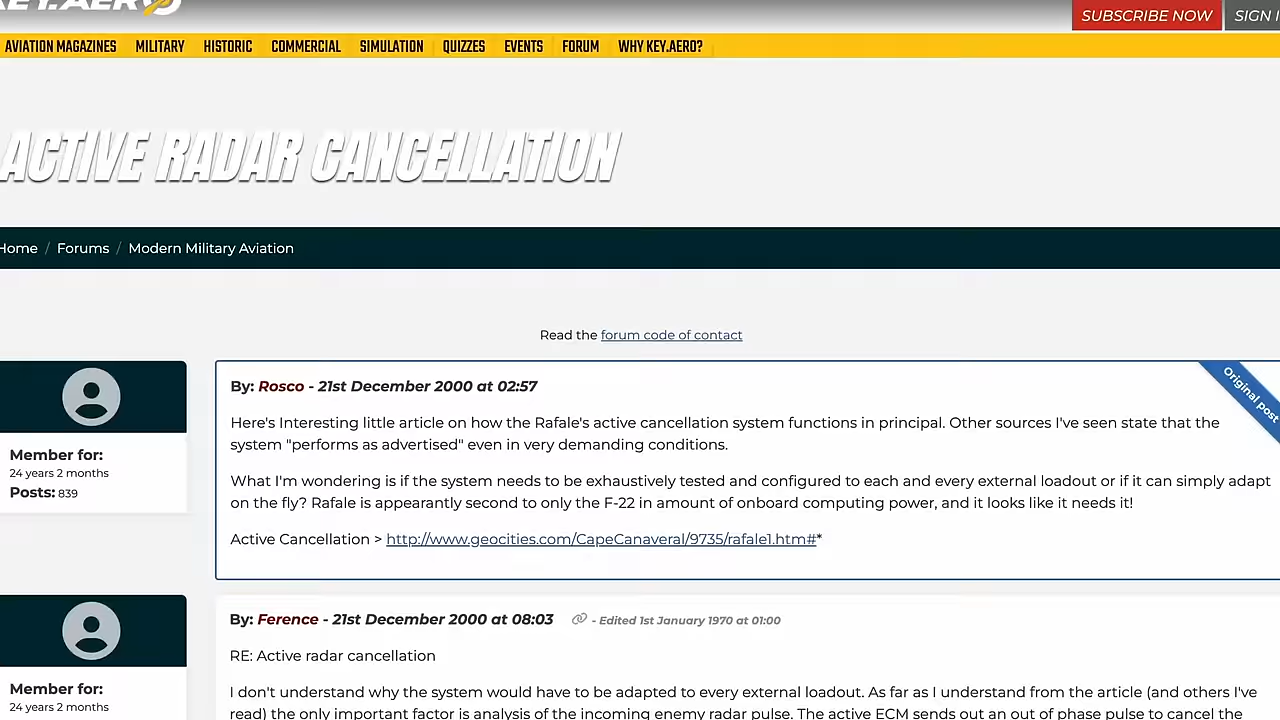 KEY.AERO
SUBSCRIBE NOW
SIGN I
AVIATION MAGAZINES MILITARY HISTORIC COMMERCIAL SIMULATION QUIZZES EVENTS FORUM WHY KEY.AERO?
ACTIVE RADAR CANCELLATION
Home / Forums / Modern Military Aviation
Read the forum code of contact
Original post
By: Rosco - 21st December 2000 at 02:57
Member for:
24 years 2 months
Posts: 839
Here's Interesting little article on how the Rafale's active cancellation system functions in principal. Other sources I've seen state that the
system "performs as advertised" even in very demanding conditions.
What I'm wondering is if the system needs to be exhaustively tested and configured to each and every external loadout or if it can simply adapt
on the fly? Rafale is appearantly second to only the F-22 in amount of onboard computing power, and it looks like it needs it!
Active Cancellation > http://www.geocities.com/CapeCanaveral/9735/rafale1.htm#*
By: Ference - 21st December 2000 at 08:03 - Edited 1st January 1970 at 01:00
Member for:
24 years 2 months
RE: Active radar cancellation
I don't understand why the system would have to be adapted to every external loadout. As far as I understand from the article (and others I've
read) the only important factor is analysis of the incoming enemy radar pulse. The active ECM sends out an out of phase pulse to cancel the